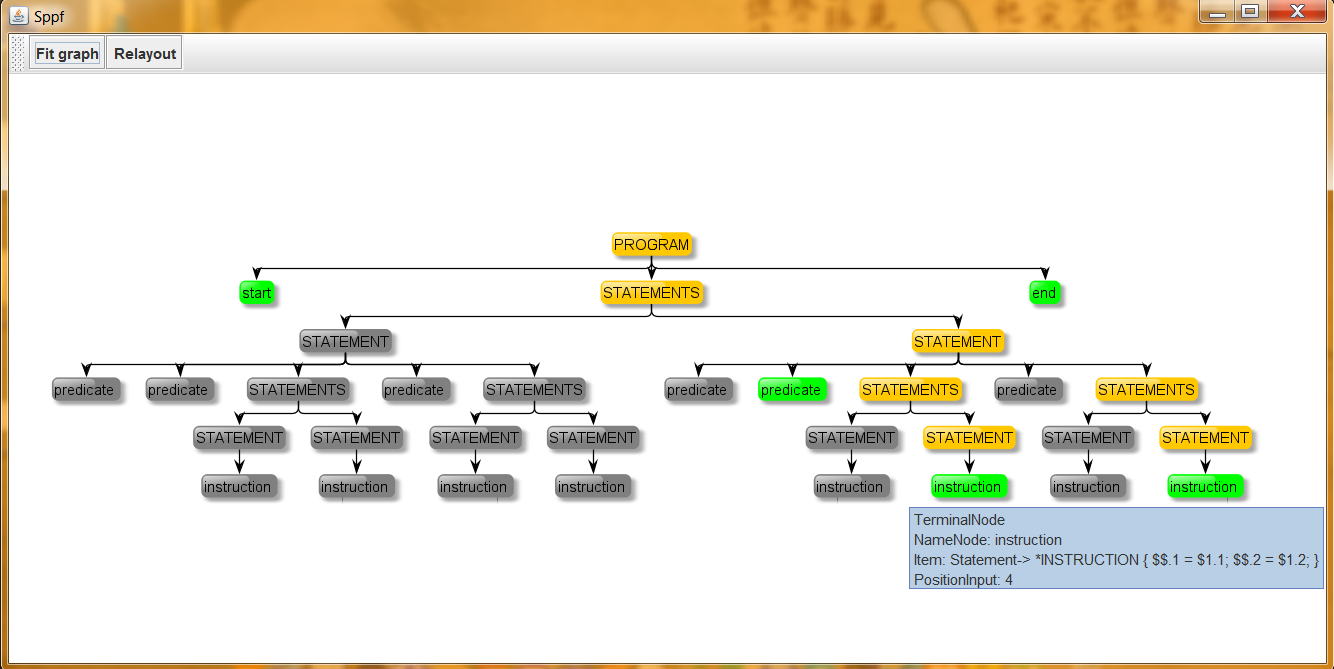 Sppf
Fit graph Relayout
PROGRAM
start STATEMENTS end
STATEMENT STATEMENT
predicate predicate STATEMENTS predicate STATEMENTS predicate predicate STATEMENTS predicate STATEMENTS
STATEMENT STATEMENT STATEMENT STATEMENT STATEMENT STATEMENT STATEMENT STATEMENT
instruction instruction instruction instruction instruction instruction instruction instruction
TerminalNode
NameNode: instruction
Item: Statement-> *INSTRUCTION { $$.1 = $1.1; $$.2 = $1.2; }
PositionInput: 4